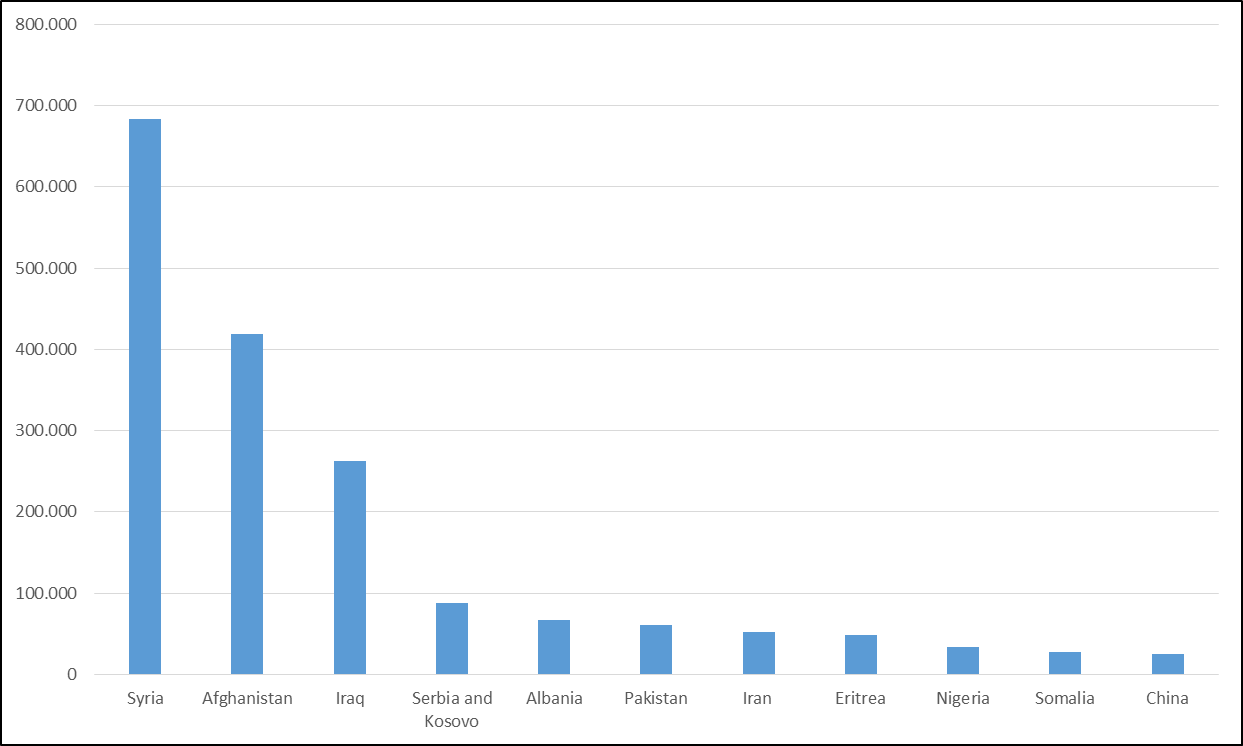 800.000
700.000
600.000
500.000
400.000
300.000
200.000
100.000
0
Syria
Afghanistan
Iraq
Serbia and
Kosovo
Albania
Pakistan
Iran
Eritrea
Nigeria
Somalia
China